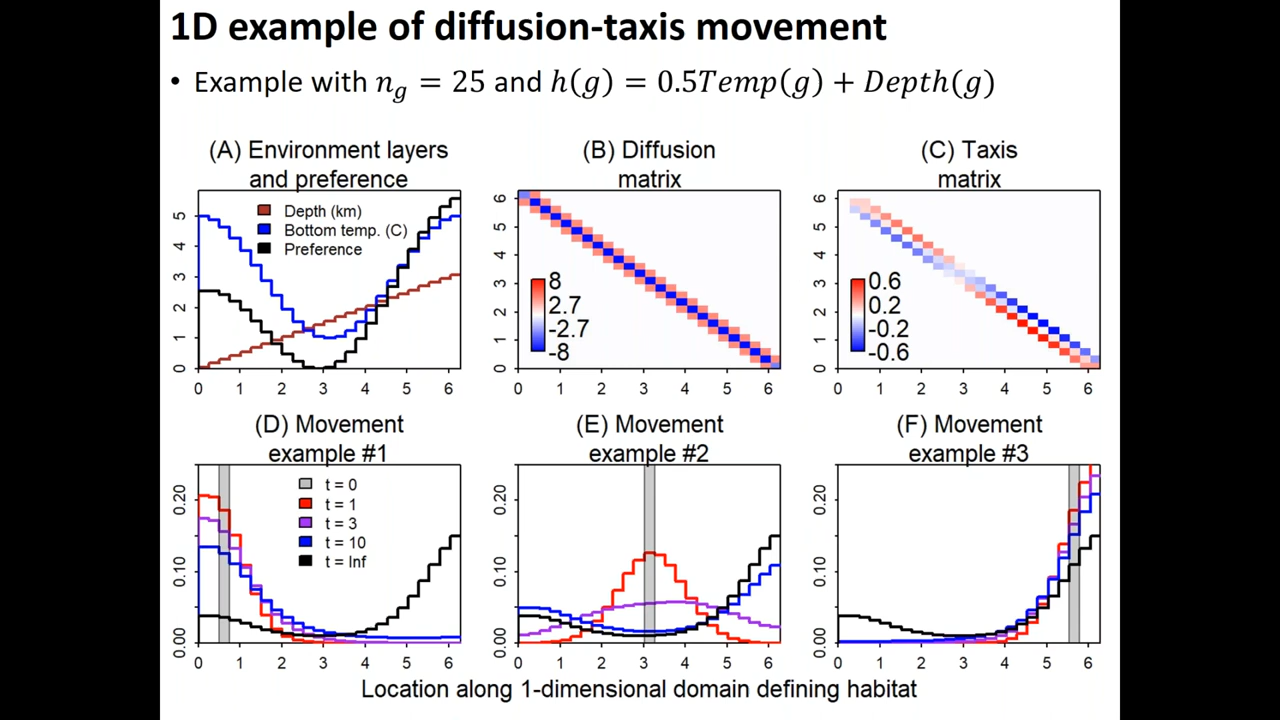 1D example of diffusion-taxis movement
• Example with n_g = 25 and h(g) = 0.5Temp(g) + Depth(g)
(A) Environment layers
and preference
Depth (km)
Bottom temp. (C)
Preference
5
4
3
2
1
0
0 1 2 3 4 5 6
(B) Diffusion
matrix
8
2.7
-2.7
-8
6
5
4
3
2
1
0
0 1 2 3 4 5 6
(C) Taxis
matrix
0.6
0.2
-0.2
-0.6
6
5
4
3
2
1
0
0 1 2 3 4 5 6
(D) Movement
example #1
t = 0
t = 1
t = 3
t = 10
t = Inf
0.20
0.10
0.00
0 1 2 3 4 5 6
(E) Movement
example #2
0.20
0.10
0.00
0 1 2 3 4 5 6
(F) Movement
example #3
0.20
0.10
0.00
0 1 2 3 4 5 6
Location along 1-dimensional domain defining habitat